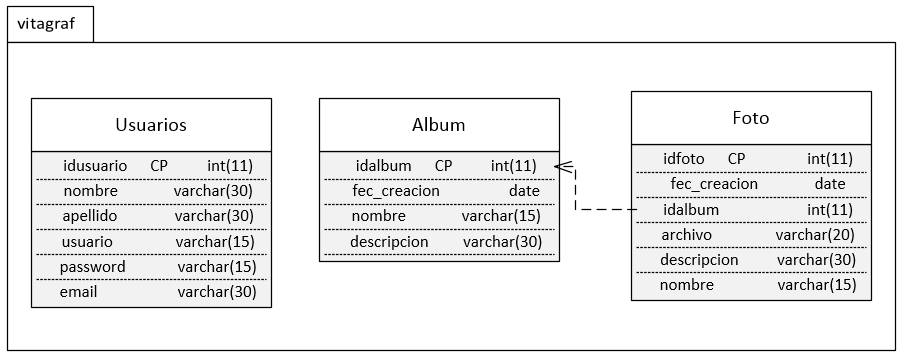 vitagraf
Usuarios
idusuario CP int(11)
nombre varchar(30)
apellido varchar(30)
usuario varchar(15)
password varchar(15)
email varchar(30)
Album
idalbum CP int(11)
fec_creacion date
nombre varchar(15)
descripcion varchar(30)
Foto
idfoto CP int(11)
fec_creacion date
idalbum int(11)
archivo varchar(20)
descripcion varchar(30)
nombre varchar(15)